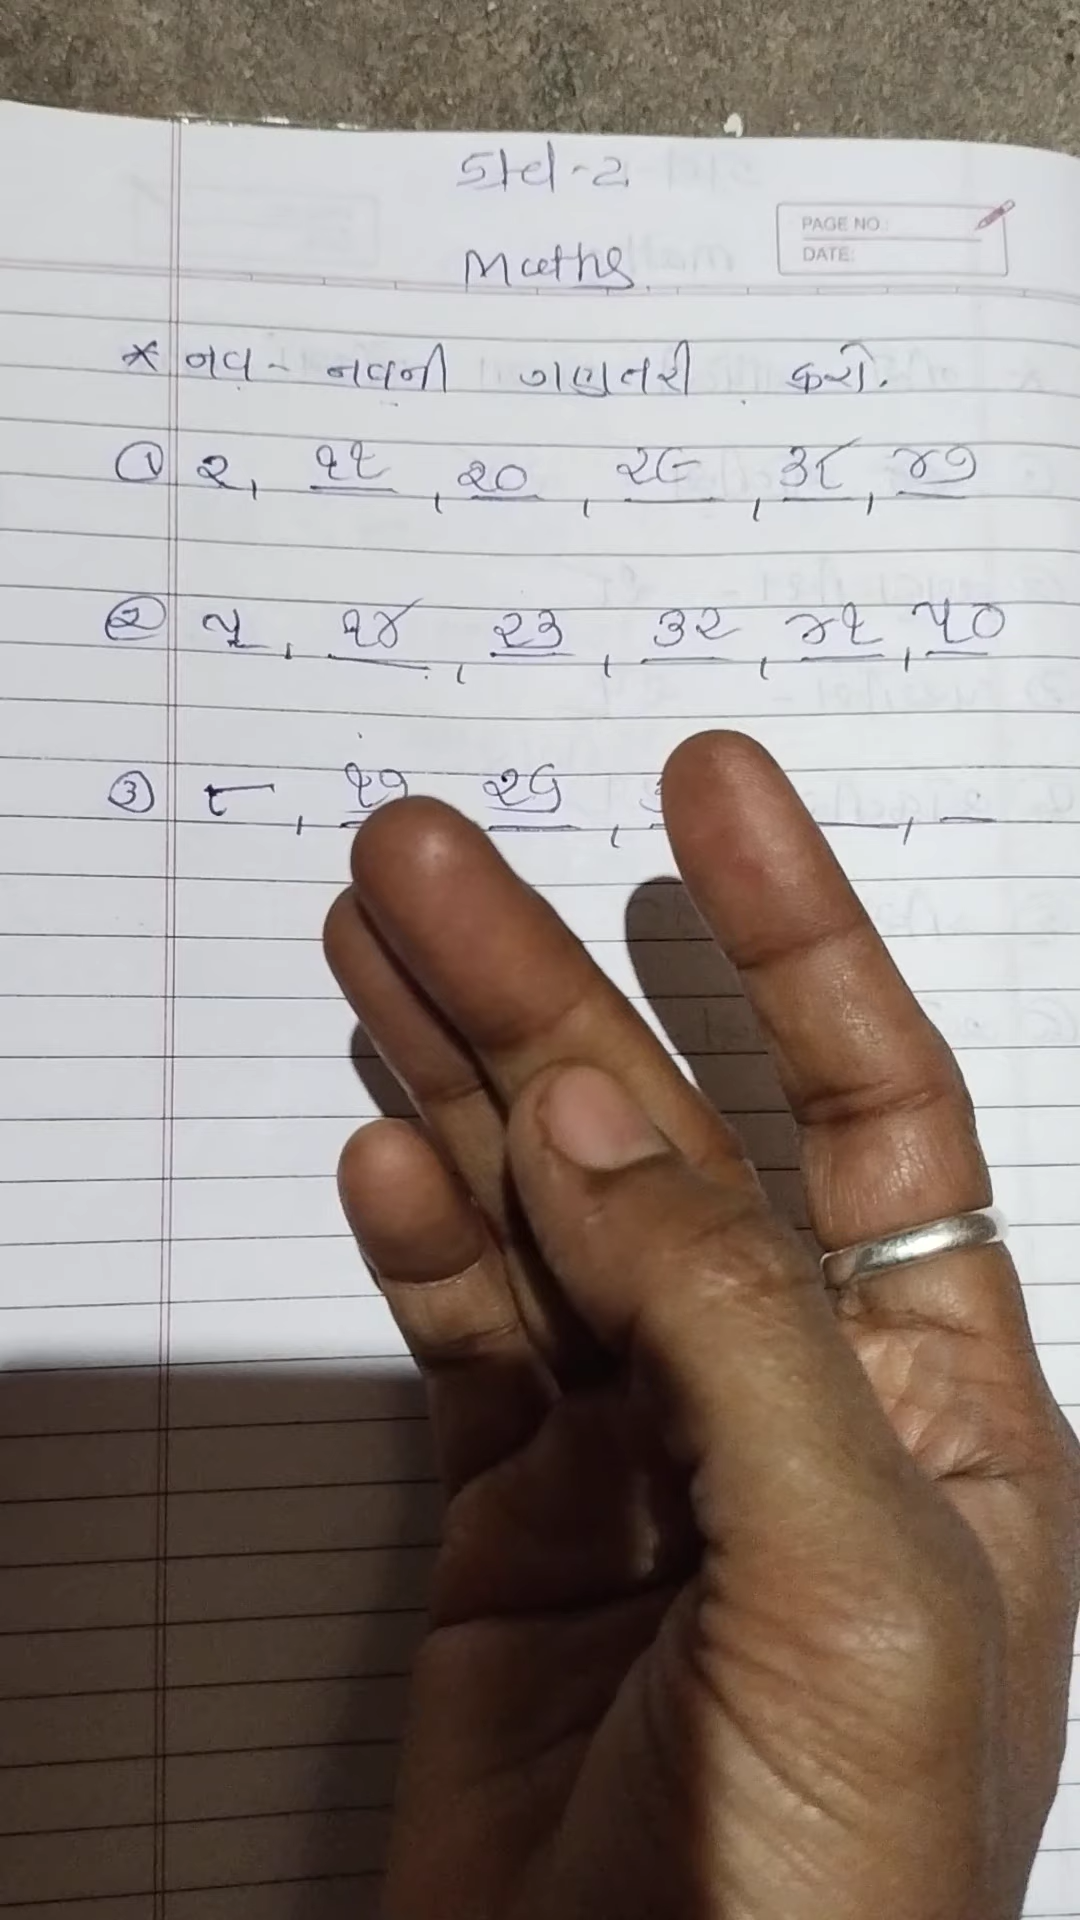 ડાવ-૨
PAGE NO.:
Maths.
DATE:
* નવ - નવની ગણતરી કરો.
① ૨, ૧૧, ૨૦, ૨૯, ૩૮, ૪૭
② ૫, ૧૪, ૨૩, ૩૨, ૪૧, ૫૦
③ ૮, ૧૭ ૨૬,